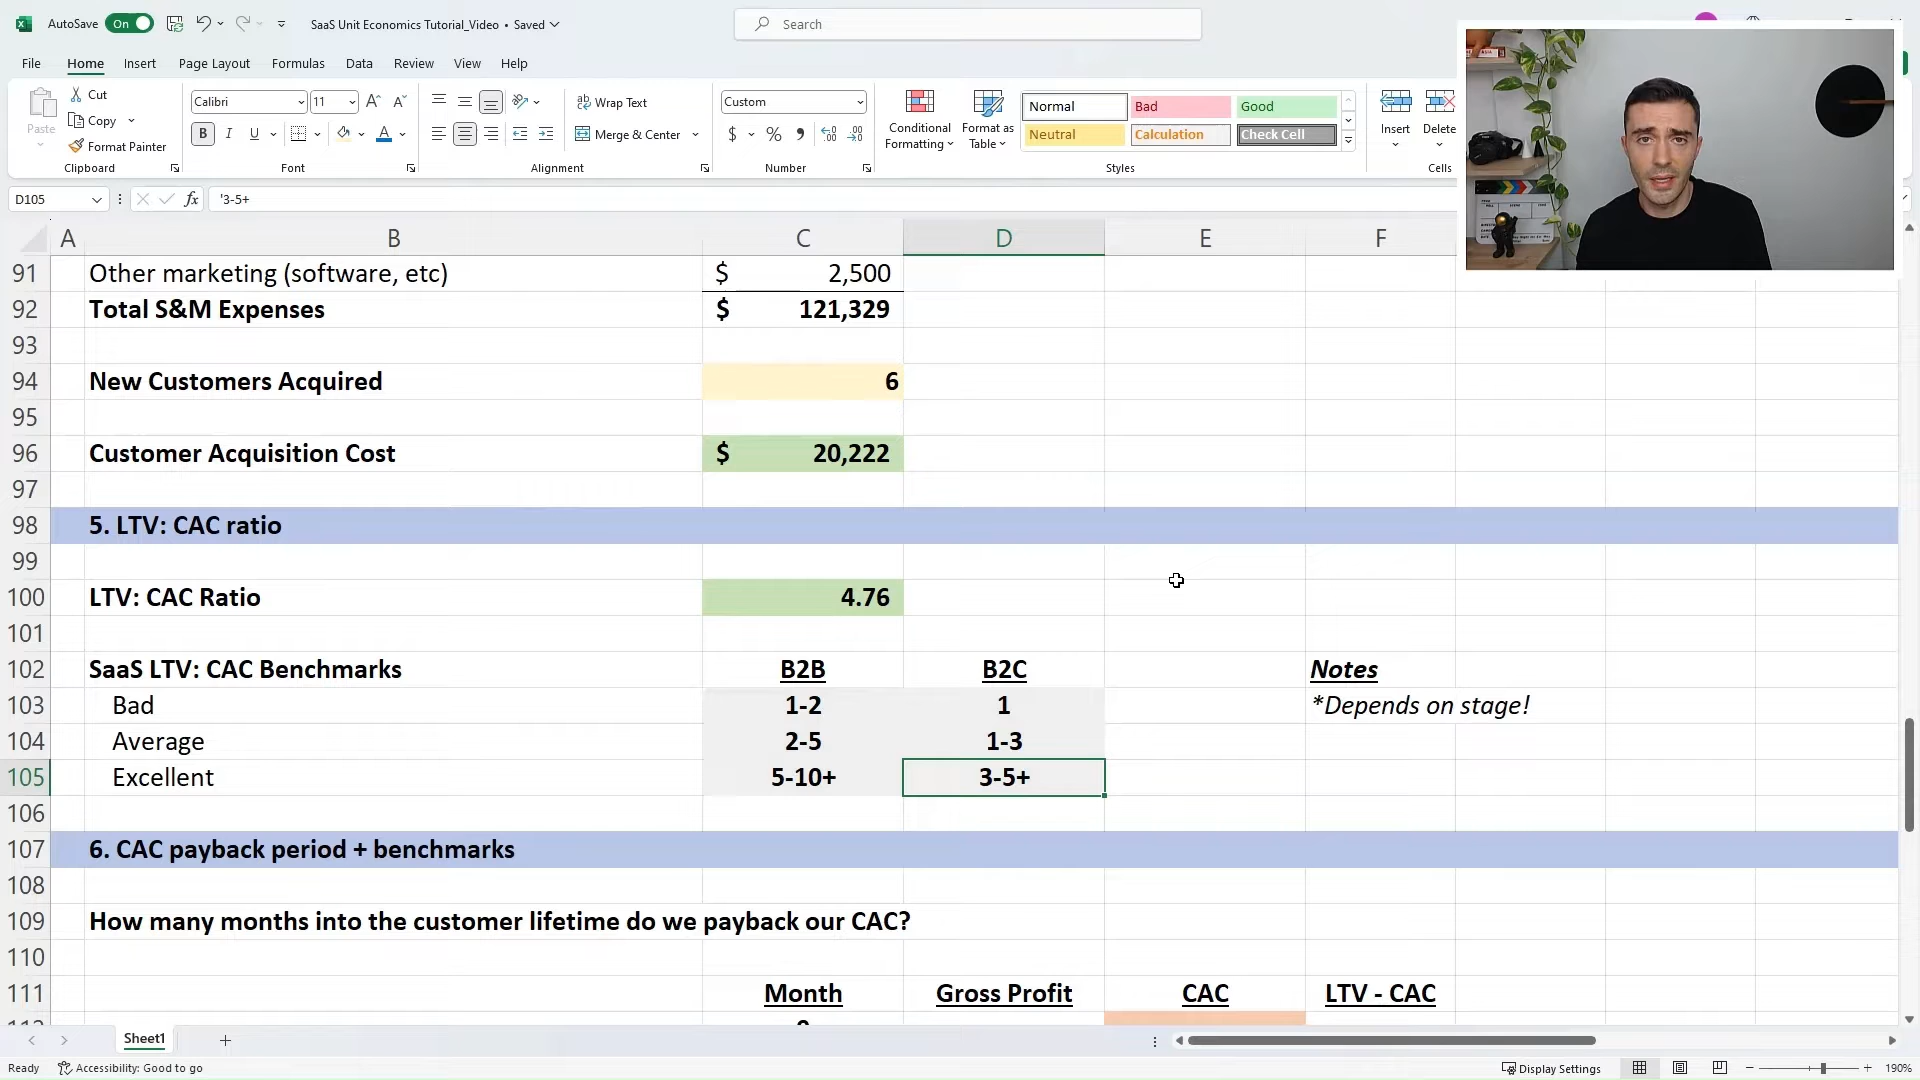 AutoSave On SaaS Unit Economics Tutorial_Video • Saved Search
File Home Insert Page Layout Formulas Data Review View Help
Cut Calibri 11 Wrap Text Custom Normal Bad Good
Paste Copy B I U Merge & Center $ % Conditional Formatting Format as Table Neutral Calculation Check Cell Insert Delete
Format Painter
Clipboard Font Alignment Number Styles Cells
D105 fx '3-5+
A B C D E F
91 Other marketing (software, etc) $ 2,500
92 Total S&M Expenses $ 121,329
93
94 New Customers Acquired 6
95
96 Customer Acquisition Cost $ 20,222
97
98 5. LTV: CAC ratio
99
100 LTV: CAC Ratio 4.76
101
102 SaaS LTV: CAC Benchmarks B2B B2C Notes
103 Bad 1-2 1 *Depends on stage!
104 Average 2-5 1-3
105 Excellent 5-10+ 3-5+
106
107 6. CAC payback period + benchmarks
108
109 How many months into the customer lifetime do we payback our CAC?
110
111 Month Gross Profit CAC LTV - CAC
Sheet1
Ready Accessibility: Good to go Display Settings 190%